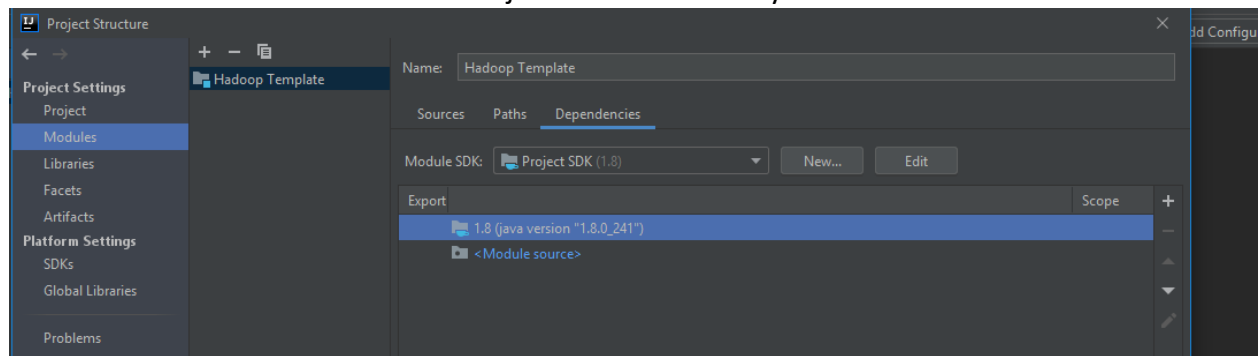 Project Structure
dd Configu
Name: Hadoop Template
Hadoop Template
Project Settings
Project
Modules
Libraries
Facets
Artifacts
Platform Settings
SDKs
Global Libraries
Problems
Sources Paths Dependencies
Module SDK: Project SDK (1.8) New... Edit
Export Scope
1.8 (java version "1.8.0_241")
<Module source>